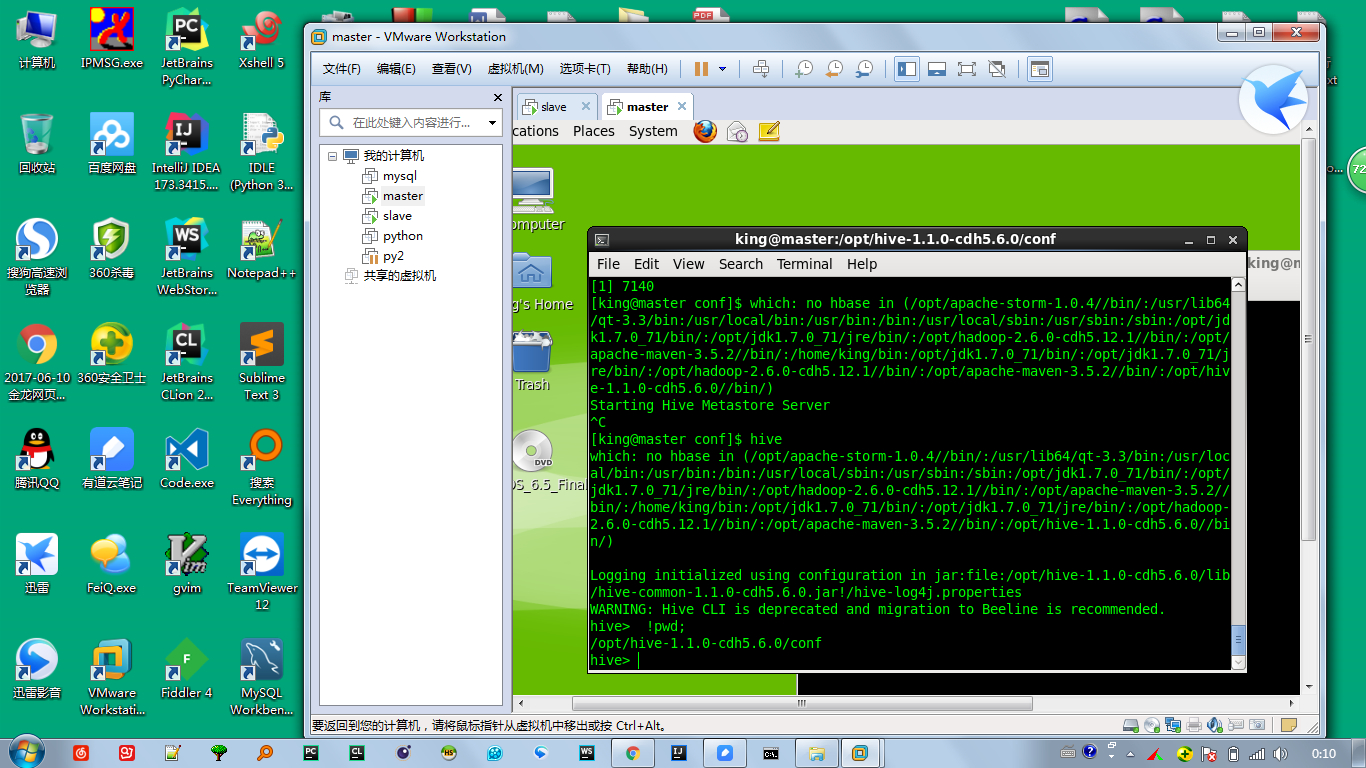 计算机
IPMSG.exe
JetBrains
PyChar...
Xshell 5
回收站
百度网盘
IntelliJ IDEA
173.3415....
IDLE
(Python 3...
搜狗高速浏
览器
360杀毒
JetBrains
WebStor...
Notepad++
2017-06-10
金龙网页...
360安全卫士
JetBrains
CLion 2...
Sublime
Text 3
腾讯QQ
有道云笔记
Code.exe
搜索
Everything
迅雷
FeiQ.exe
gvim
TeamViewer
12
迅雷影音
VMware
Workstati...
Fiddler 4
MySQL
Workben...
master - VMware Workstation
文件(F) 编辑(E) 查看(V) 虚拟机(M) 选项卡(T) 帮助(H)
库
在此处键入内容进行...
我的计算机
mysql
master
slave
python
py2
共享的虚拟机
slave
master
cations Places System
omputer
g's Home
Trash
DVD
OS_6.5_Final
king@m
72
king@master:/opt/hive-1.1.0-cdh5.6.0/conf
File Edit View Search Terminal Help
[1] 7140
[king@master conf]$ which: no hbase in (/opt/apache-storm-1.0.4//bin/:/usr/lib64
/qt-3.3/bin:/usr/local/bin:/usr/bin:/bin:/usr/local/sbin:/usr/sbin:/sbin:/opt/jd
k1.7.0_71/bin/:/opt/jdk1.7.0_71/jre/bin/:/opt/hadoop-2.6.0-cdh5.12.1//bin/:/opt/
apache-maven-3.5.2//bin/:/home/king/bin:/opt/jdk1.7.0_71/bin/:/opt/jdk1.7.0_71/j
re/bin/:/opt/hadoop-2.6.0-cdh5.12.1//bin/:/opt/apache-maven-3.5.2//bin/:/opt/hiv
e-1.1.0-cdh5.6.0//bin/)
Starting Hive Metastore Server
^C
[king@master conf]$ hive
which: no hbase in (/opt/apache-storm-1.0.4//bin/:/usr/lib64/qt-3.3/bin:/usr/loc
al/bin:/usr/bin:/bin:/usr/local/sbin:/usr/sbin:/sbin:/opt/jdk1.7.0_71/bin/:/opt/
jdk1.7.0_71/jre/bin/:/opt/hadoop-2.6.0-cdh5.12.1//bin/:/opt/apache-maven-3.5.2//
bin/:/home/king/bin:/opt/jdk1.7.0_71/bin/:/opt/jdk1.7.0_71/jre/bin/:/opt/hadoop-
2.6.0-cdh5.12.1//bin/:/opt/apache-maven-3.5.2//bin/:/opt/hive-1.1.0-cdh5.6.0//bi
n/)
Logging initialized using configuration in jar:file:/opt/hive-1.1.0-cdh5.6.0/lib
/hive-common-1.1.0-cdh5.6.0.jar!/hive-log4j.properties
WARNING: Hive CLI is deprecated and migration to Beeline is recommended.
hive> !pwd;
/opt/hive-1.1.0-cdh5.6.0/conf
hive>
要返回到您的计算机，请将鼠标指针从虚拟机中移出或按 Ctrl+Alt。
0:10